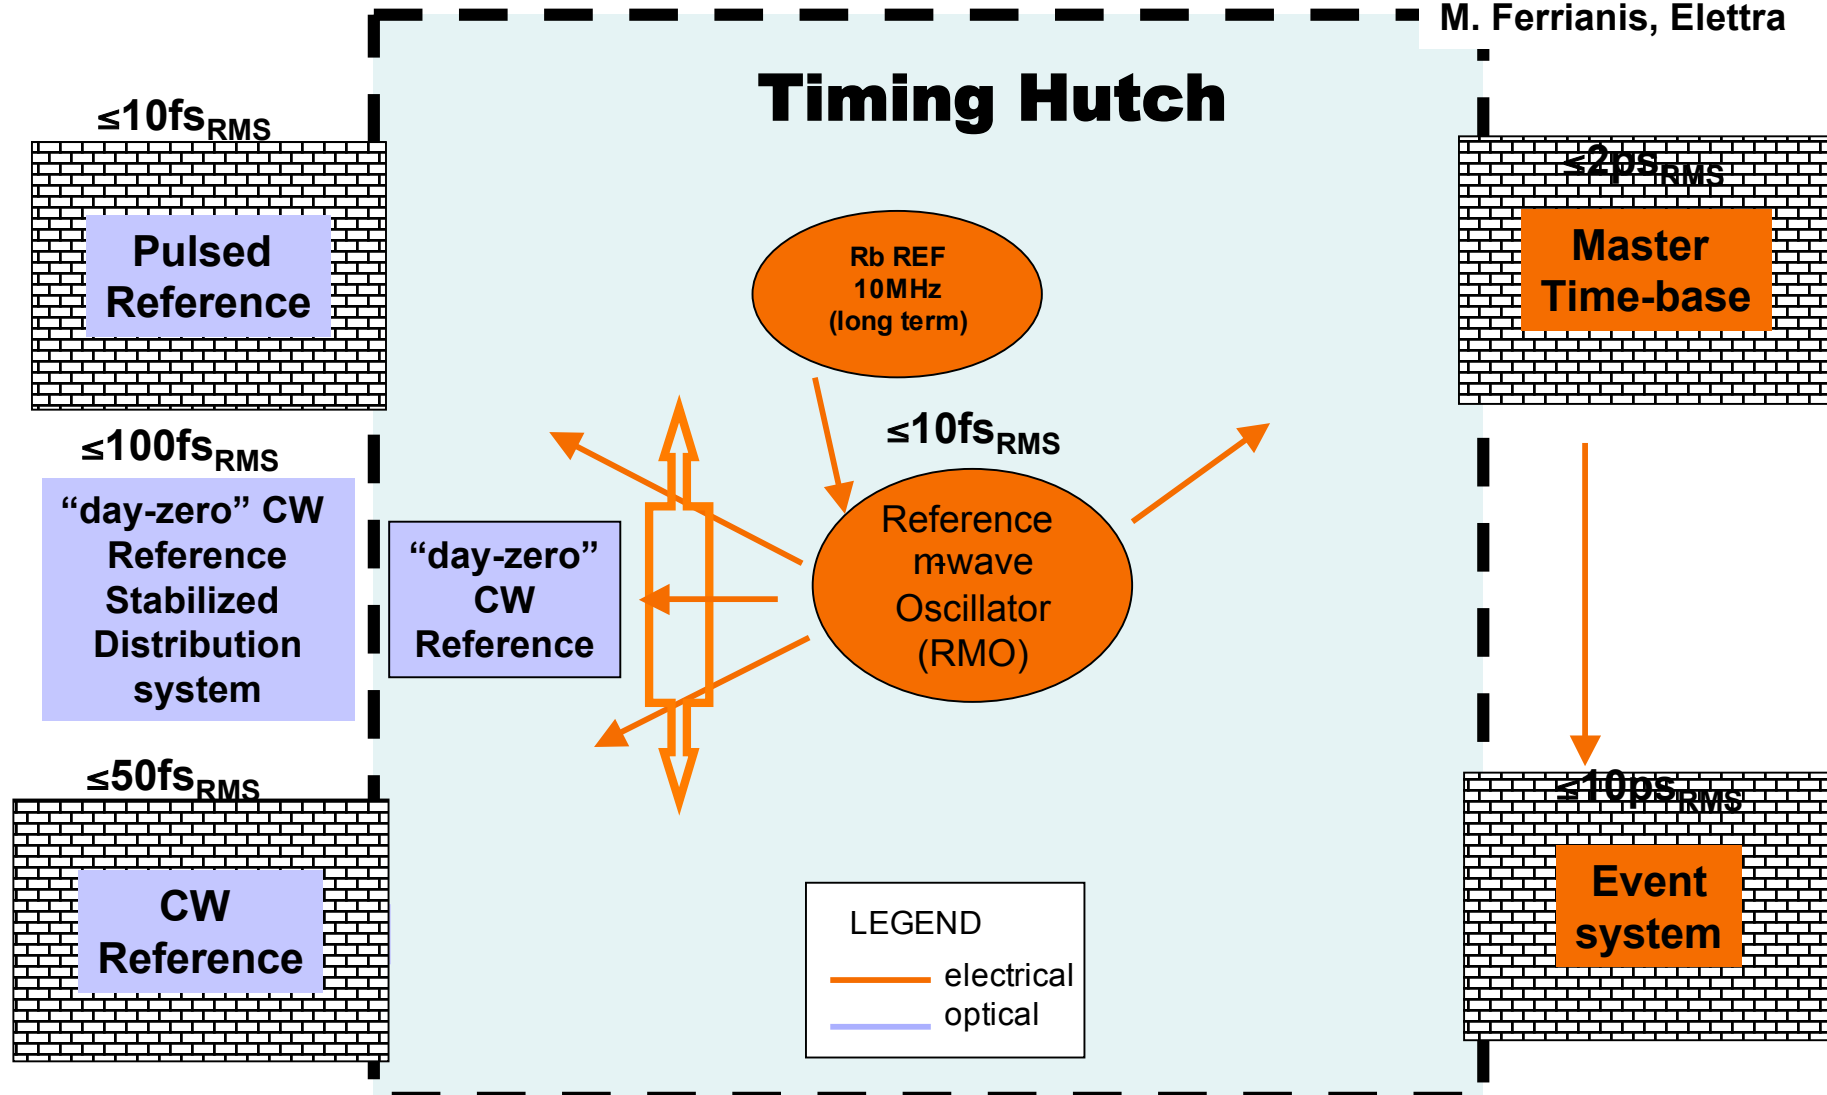 M. Ferrianis, Elettra
Timing Hutch
≤10fsRMS
Pulsed
Reference
≤100fsRMS
“day-zero” CW
Reference
Stabilized
Distribution
system
≤50fsRMS
CW
Reference
“day-zero”
CW
Reference
Rb REF
10MHz
(long term)
≤10fsRMS
Reference
m-wave
Oscillator
(RMO)
LEGEND
electrical
optical
≤2psRMS
Master
Time-base
≤10psRMS
Event
system